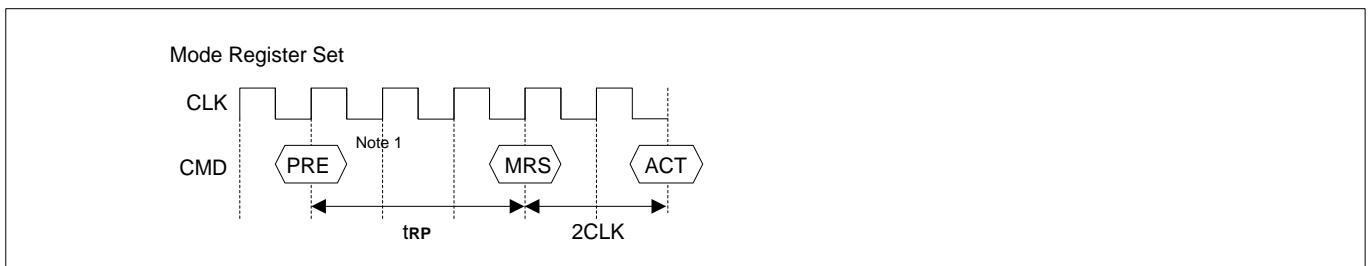 Mode Register Set
CLK
Note 1
CMD PRE MRS ACT
tRP 2CLK